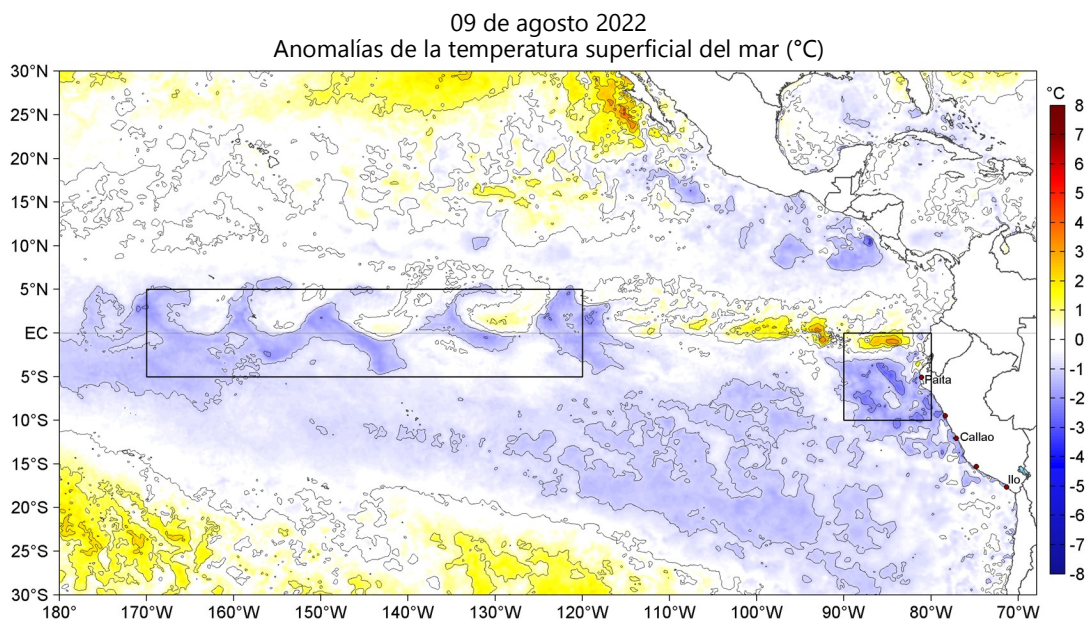 09 de agosto 2022
Anomalías de la temperatura superficial del mar (°C)
30°N
25°N
20°N
15°N
10°N
5°N
EC
5°S
10°S
15°S
20°S
25°S
30°S
180 170°W 160°W 150°W 140°W 130°W 120°W 110°W 100°W 90°W 80°W 70°W
Paita
Callao
Ilo
°C
8
7
6
5
4
3
2
1
0
-1
-2
-3
-4
-5
-6
-7
-8